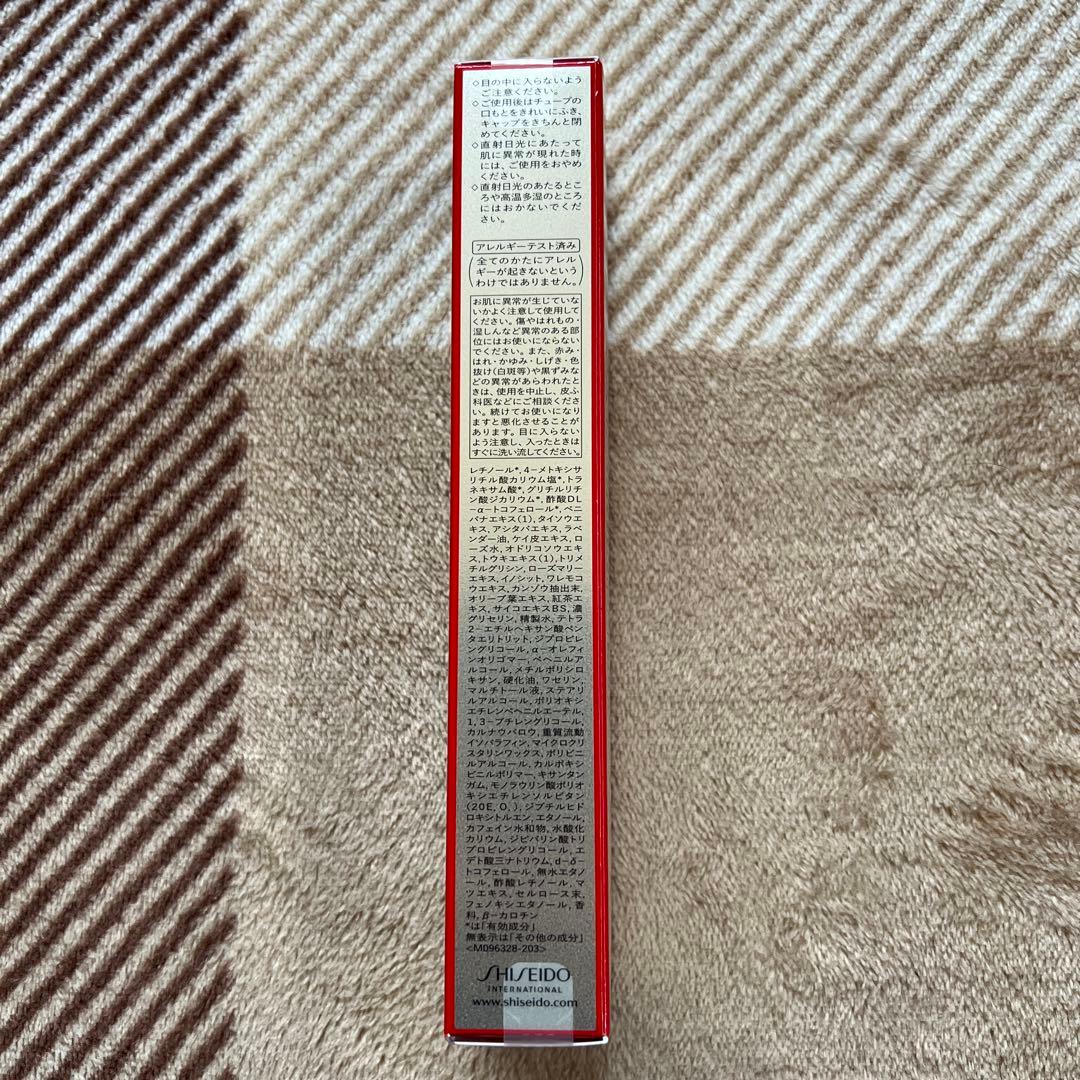 ◇目の中に入らないよう
ご注意ください。
◇ご使用後はチューブの
口もとをきれいにふき、
キャップをきちんと閉
めてください。
◇直射日光にあたって
肌に異常が現れた時
には、ご使用をおやめ
ください。
◇直射日光のあたるとこ
ろや高温多湿のところ
にはおかないでくだ
さい。
アレルギーテスト済み
(全てのかたにアレル
ギーが起きないという
わけではありません。)
お肌に異常が生じていな
いかよく注意して使用して
ください。傷やはれもの・
湿しんなど異常のある部
位にはお使いにならない
でください。また、赤み・
はれ・かゆみ・しげき・色
抜け(白斑等)や黒ずみな
どの異常があらわれたと
きは、使用を中止し、皮ふ
科医などにご相談くださ
い。続けてお使いになり
ますと悪化させることが
あります。目に入らない
よう注意し、入ったときは
すぐに洗い流してください。
レチノール*,4-メトキシサ
リチル酸カリウム塩*,トラ
ネキサム酸*,グリチルリチ
ン酸ジカリウム*,酢酸DL
-α-トコフェロール*,ベニ
バナエキス(1),タイソウエ
キス,アシタバエキス,ラベ
ンダー油,ケイ皮エキス,ロ
ーズ水,オドリコソウエキ
ス,トウキエキス(1),トリメ
チルグリシン,ローズマリー
エキス,イノシット,ワレモコ
ウエキス,カンゾウ抽出末,
オリーブ葉エキス,紅茶エ
キス,サイコエキスBS,濃
グリセリン,精製水,テトラ
2-エチルヘキサン酸ペン
タエリトリット,ジプロピレ
ングリコール,α-オレフィ
ンオリゴマー,ベヘニルア
ルコール,メチルポリシロ
キサン,硬化油,ワセリン,
マルチトール液,ステアリ
ルアルコール,ポリオキシ
エチレンベヘニルエーテル,
1,3-ブチレングリコール,
カルナウバロウ,重質流動
イソパラフィン,マイクロクリ
スタリンワックス,ポリビニ
ルアルコール,カルボキシ
ビニルポリマー,キサンタン
ガム,モノラウリン酸ポリオ
キシエチレンソルビタン
(20E.O.),ジブチルヒド
ロキシトルエン,エタノール,
カフェイン水和物,水酸化
カリウム,ジピバリン酸トリ
プロピレングリコール,エ
デト酸三ナトリウム,d-δ-
トコフェロール,無水エタノ
ール,酢酸レチノール,マ
ツエキス,セルロース末,
フェノキシエタノール,香
料,β-カロチン
*は「有効成分」
無表示は「その他の成分」
<M096328-203>
SHISEIDO
INTERNATIONAL
www.shiseido.com